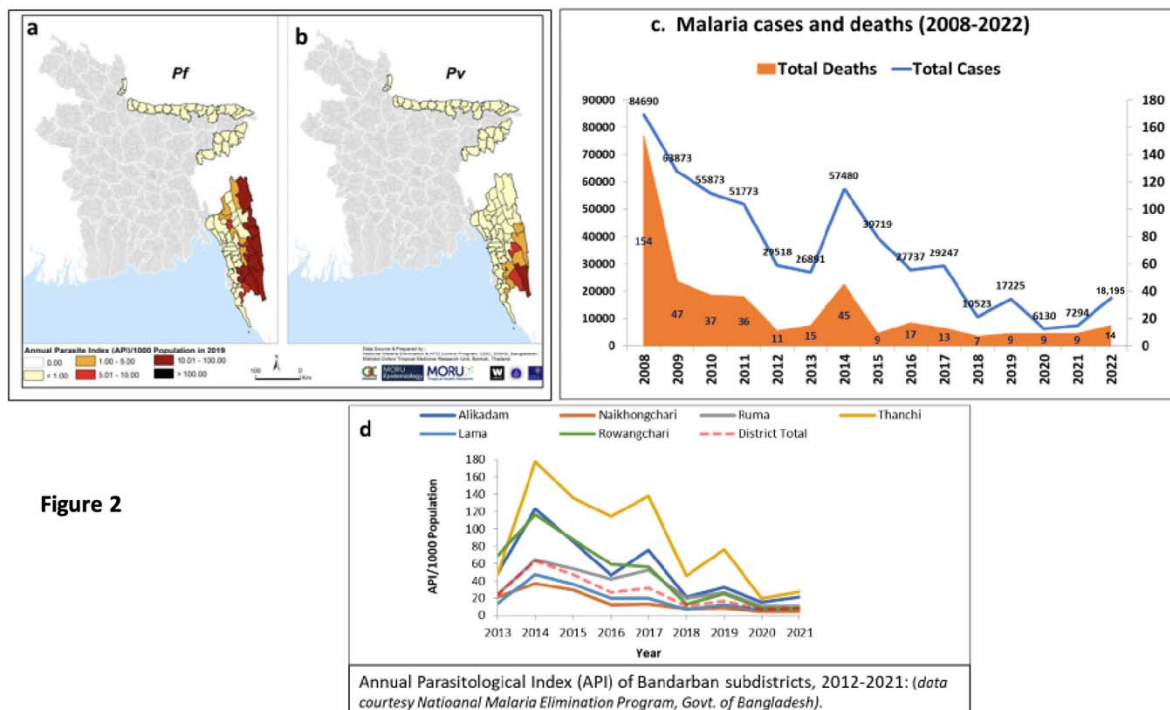 a
Pf
b
Pv
Annual Parasite Index (API)/1000 Population in 2019
0.00
1.00 - 5.00
10.01 - 100.00
< 1.00
5.01 - 10.00
> 100.00
N
100
0
Km
Data Source & Prepared by:
MORU
Epidemiology
MORU
Tropical Health Network
c. Malaria cases and deaths (2008-2022)
Total Deaths
Total Cases
90000
80000
70000
60000
50000
40000
30000
20000
10000
0
180
160
140
120
100
80
60
40
20
0
84690
63873
55873
51773
29518
26891
57480
39719
27737
29247
10523
17225
6130
7294
18,195
154
47
37
36
11
15
45
9
17
13
7
9
9
9
14
2008
2009
2010
2011
2012
2013
2014
2015
2016
2017
2018
2019
2020
2021
2022
Figure 2
d
Alikadam
Naikhongchari
Ruma
Thanchi
Lama
Rowangchari
District Total
API/1000 Population
180
160
140
120
100
80
60
40
20
0
2013 2014 2015 2016 2017 2018 2019 2020 2021
Year
Annual Parasitological Index (API) of Bandarban subdistricts, 2012-2021: (data
courtesy Natioanal Malaria Elimination Program, Govt. of Bangladesh).